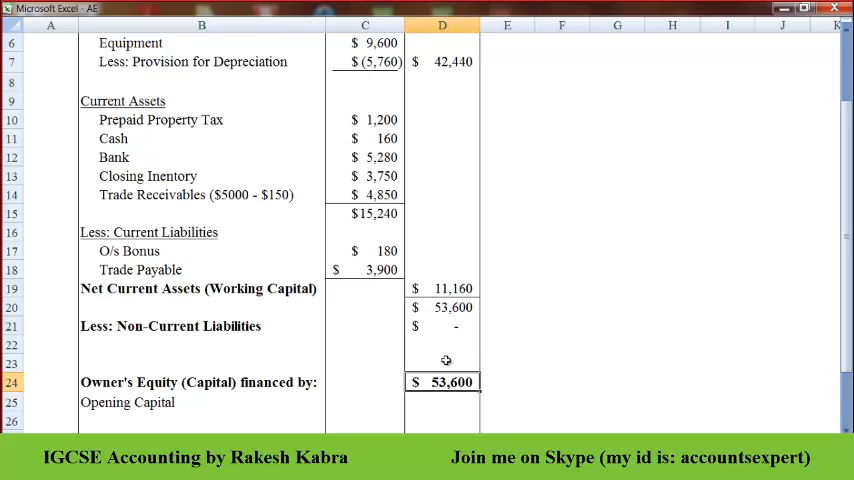 Microsoft Excel - AE
A B C D E F G H I J K
6 Equipment $ 9,600
7 Less: Provision for Depreciation $ (5,760) $ 42,440
8
9 Current Assets
10 Prepaid Property Tax $ 1,200
11 Cash $ 160
12 Bank $ 5,280
13 Closing Inentory $ 3,750
14 Trade Receivables ($5000 - $150) $ 4,850
15 $15,240
16 Less: Current Liabilities
17 O/s Bonus $ 180
18 Trade Payable $ 3,900
19 Net Current Assets (Working Capital) $ 11,160
20 $ 53,600
21 Less: Non-Current Liabilities $ -
22
23
24 Owner's Equity (Capital) financed by: $ 53,600
25 Opening Capital
26
IGCSE Accounting by Rakesh Kabra Join me on Skype (my id is: accountsexpert)